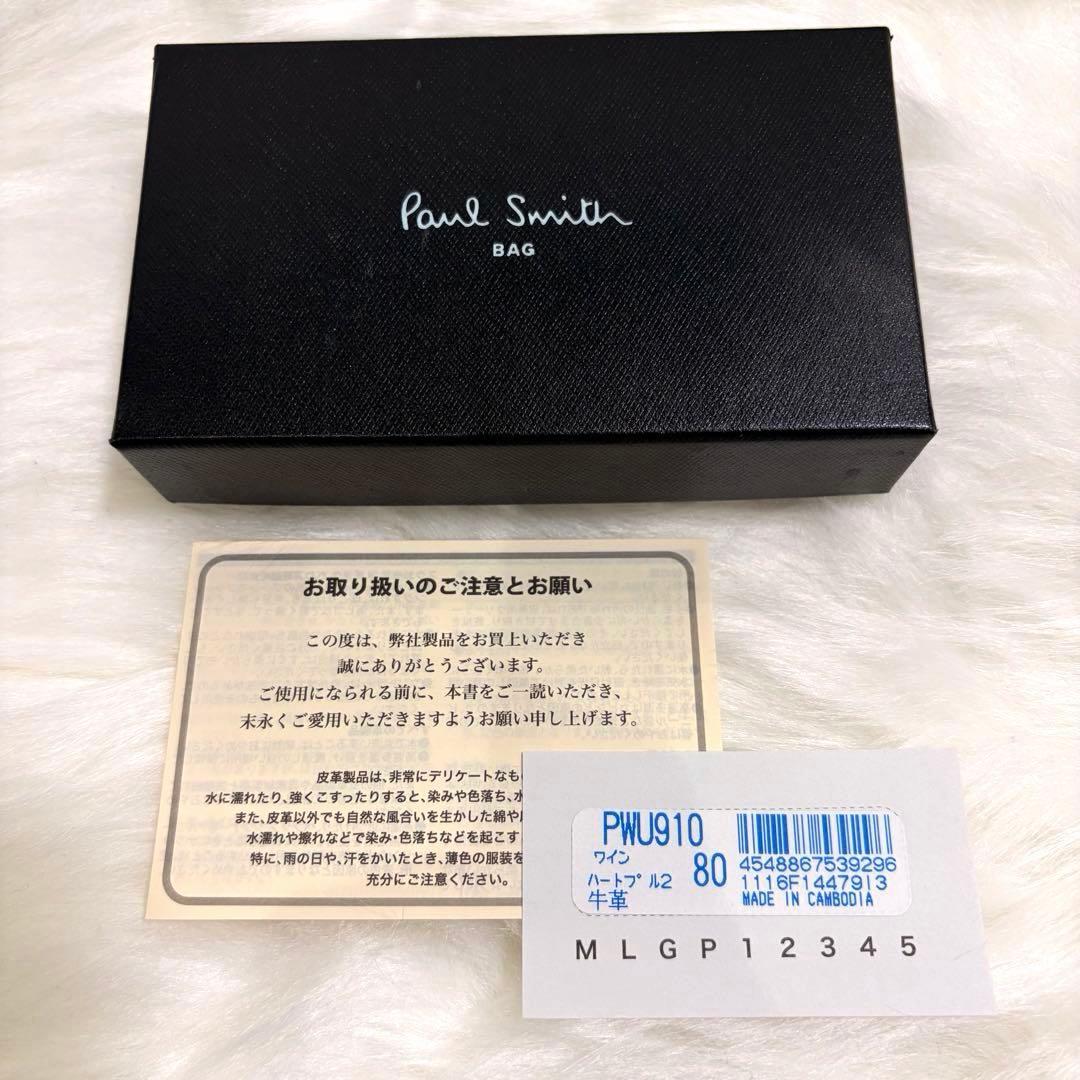 Paul Smith
BAG
お取り扱いのご注意とお願い
この度は、弊社製品をお買上いただき
誠にありがとうございます。
ご使用になられる前に、本書をご一読いただき、
末永くご愛用いただきますようお願い申し上げます。
皮革製品は、非常にデリケートなもの
水に濡れたり、強くこすったりすると、染みや色落ち、水
また、皮革以外でも自然な風合いを生かした綿や
水濡れや擦れなどで染み・色落ちなどを起こす
特に、雨の日や、汗をかいたとき、薄色の服装を
充分にご注意ください。
PWU910
ワイン
ハートプル2 80
牛革
4548867539296
1116F1447913
MADE IN CAMBODIA
M L G P 1 2 3 4 5